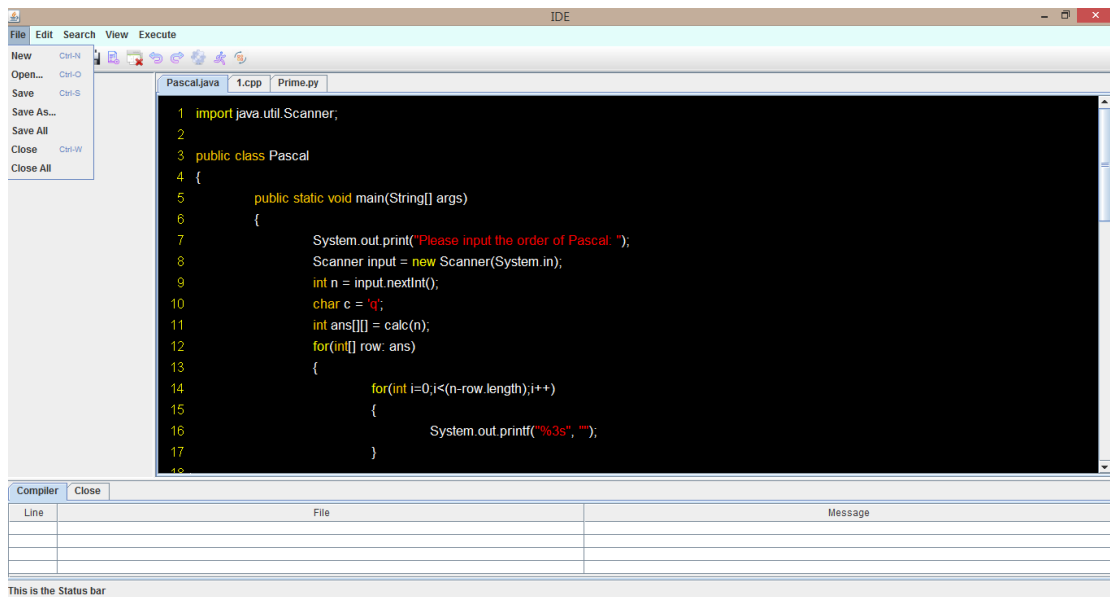 IDE
File Edit Search View Execute
New Ctrl-N
Open... Ctrl-O
Save Ctrl-S
Save As...
Save All
Close Ctrl-W
Close All
Pascal.java 1.cpp Prime.py
1 import java.util.Scanner;
2
3 public class Pascal
4 {
5 public static void main(String[] args)
6 {
7 System.out.print("Please input the order of Pascal: ");
8 Scanner input = new Scanner(System.in);
9 int n = input.nextInt();
10 char c = 'q';
11 int ans[][] = calc(n);
12 for(int[] row: ans)
13 {
14 for(int i=0;i<(n-row.length);i++)
15 {
16 System.out.printf("%3s", "");
17 }
18
Compiler Close
Line File Message
This is the Status bar